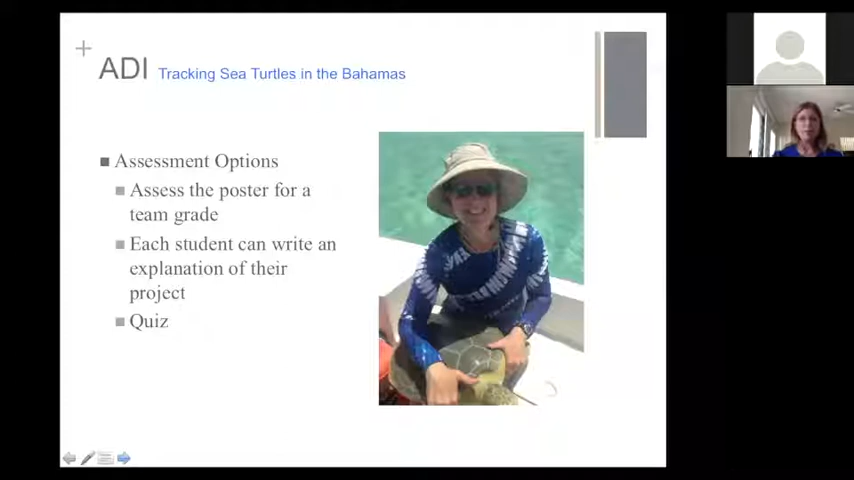 ADI Tracking Sea Turtles in the Bahamas
Assessment Options
Assess the poster for a
team grade
Each student can write an
explanation of their
project
Quiz